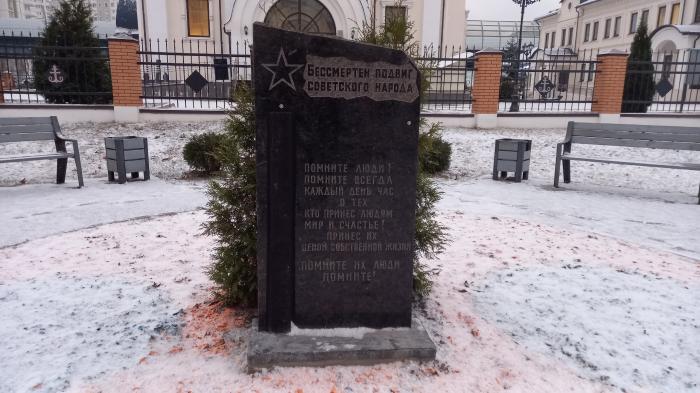 Бессмертен подвиг
советского народа
Помните люди!
Помните всегда
каждый день час
о тех
кто принес людям
мир и счастье!
Принес их
ценой собственной жизни
Помните их люди
помните!